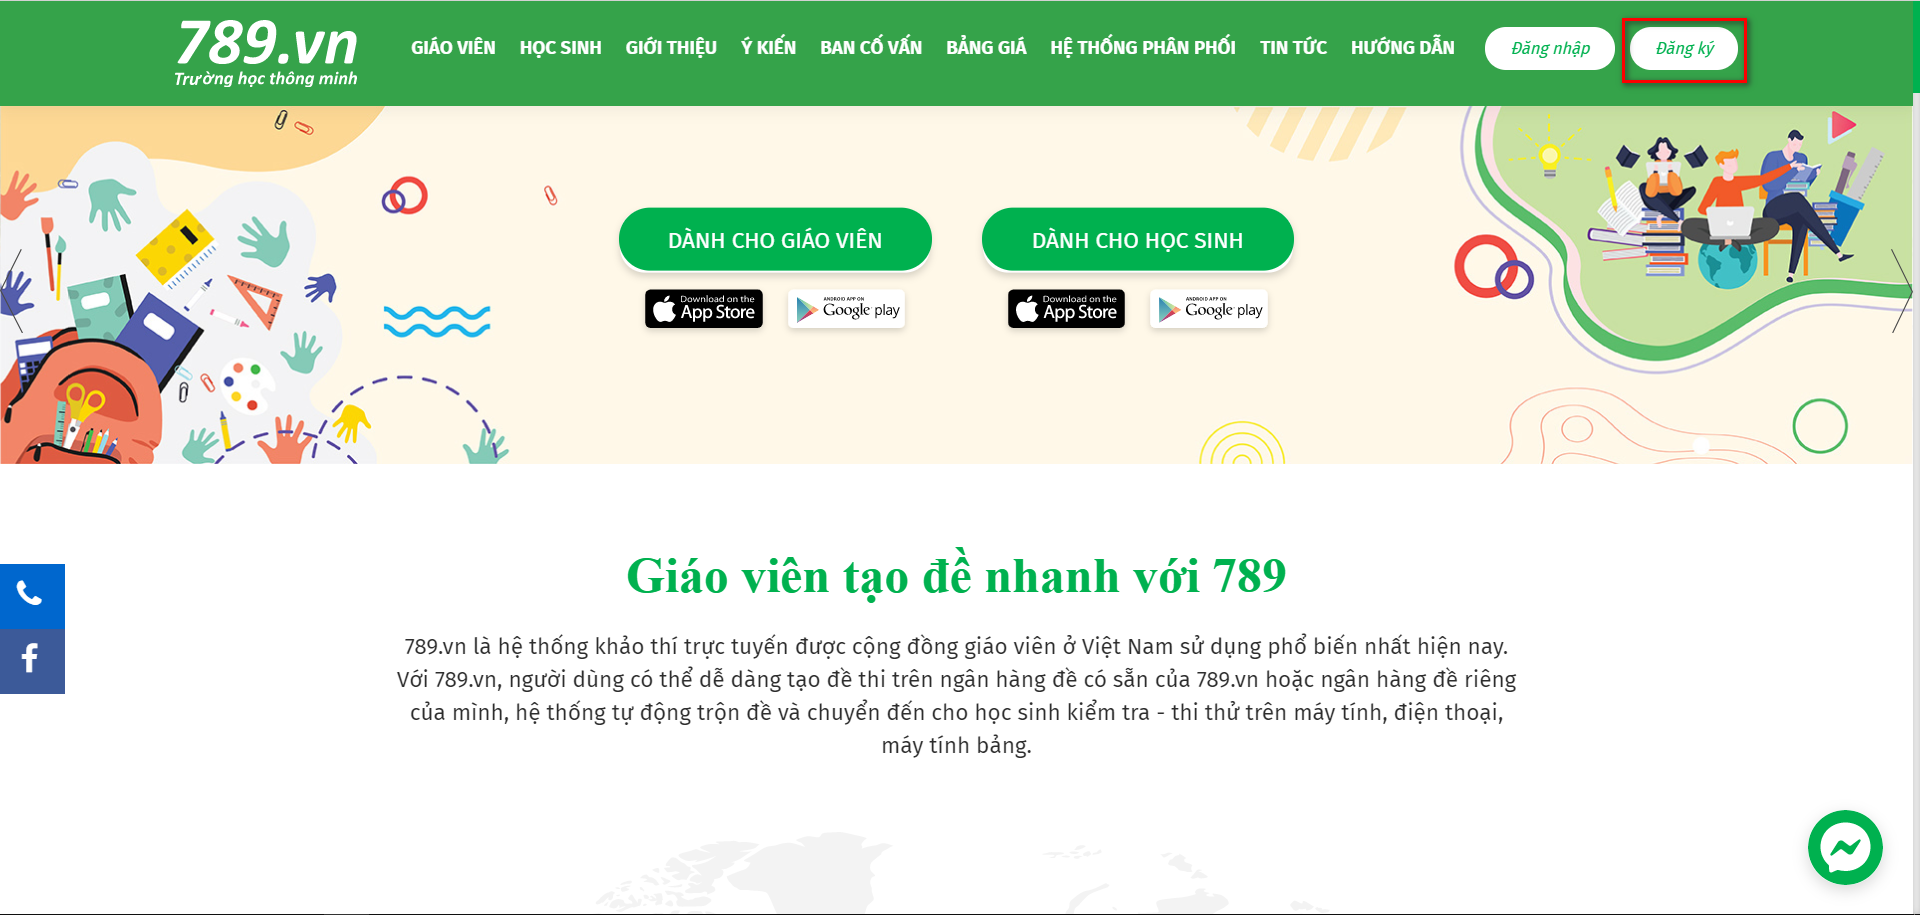 789.vn
Trường học thông minh
GIÁO VIÊN HỌC SINH GIỚI THIỆU Ý KIẾN BAN CỐ VẤN BẢNG GIÁ HỆ THỐNG PHÂN PHỐI TIN TỨC HƯỚNG DẪN Đăng nhập Đăng ký
DÀNH CHO GIÁO VIÊN
DÀNH CHO HỌC SINH
Download on the
App Store
ANDROID APP ON
Google play
Download on the
App Store
ANDROID APP ON
Google play
Giáo viên tạo đề nhanh với 789
789.vn là hệ thống khảo thí trực tuyến được cộng đồng giáo viên ở Việt Nam sử dụng phổ biến nhất hiện nay.
Với 789.vn, người dùng có thể dễ dàng tạo đề thi trên ngân hàng đề có sẵn của 789.vn hoặc ngân hàng đề riêng
của mình, hệ thống tự động trộn đề và chuyển đến cho học sinh kiểm tra - thi thử trên máy tính, điện thoại,
máy tính bảng.